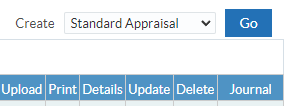 Create Standard Appraisal Go
Upload Print Details Update Delete Journal